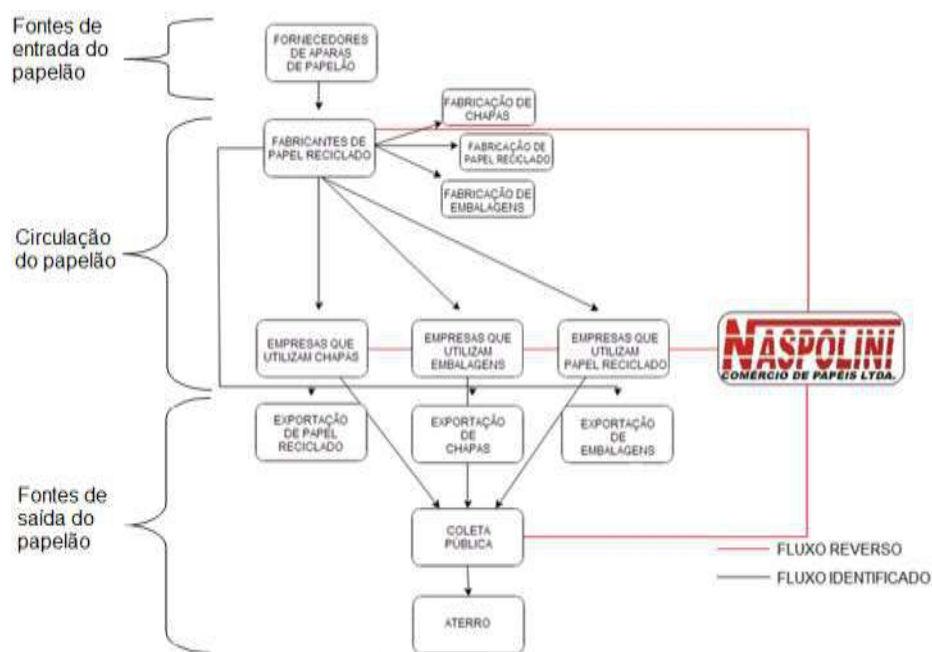 Fontes de
entrada do
papelão
FORNECEDORES
DE APARAS
DE PAPELÃO
Circulação
do papelão
FABRICANTES DE
PAPEL RECICLADO
FABRICAÇÃO DE
CHAPAS
FABRICAÇÃO
DE PAPEL
RECICLADO
FABRICAÇÃO DE
EMBALAGENS
EMPRESAS QUE
UTILIZAM CHAPAS
EMPRESAS QUE
UTILIZAM
EMBALAGENS
EMPRESAS QUE
UTILIZAM
PAPEL RECICLADO
NASPOLINI
COMÉRCIO DE PAPÉIS LTDA.
Fontes de
saída do
papelão
EXPORTAÇÃO
DE PAPEL
RECICLADO
EXPORTAÇÃO
DE
CHAPAS
EXPORTAÇÃO
DE
EMBALAGENS
COLETA
PÚBLICA
ATERRO
FLUXO REVERSO
FLUXO IDENTIFICADO